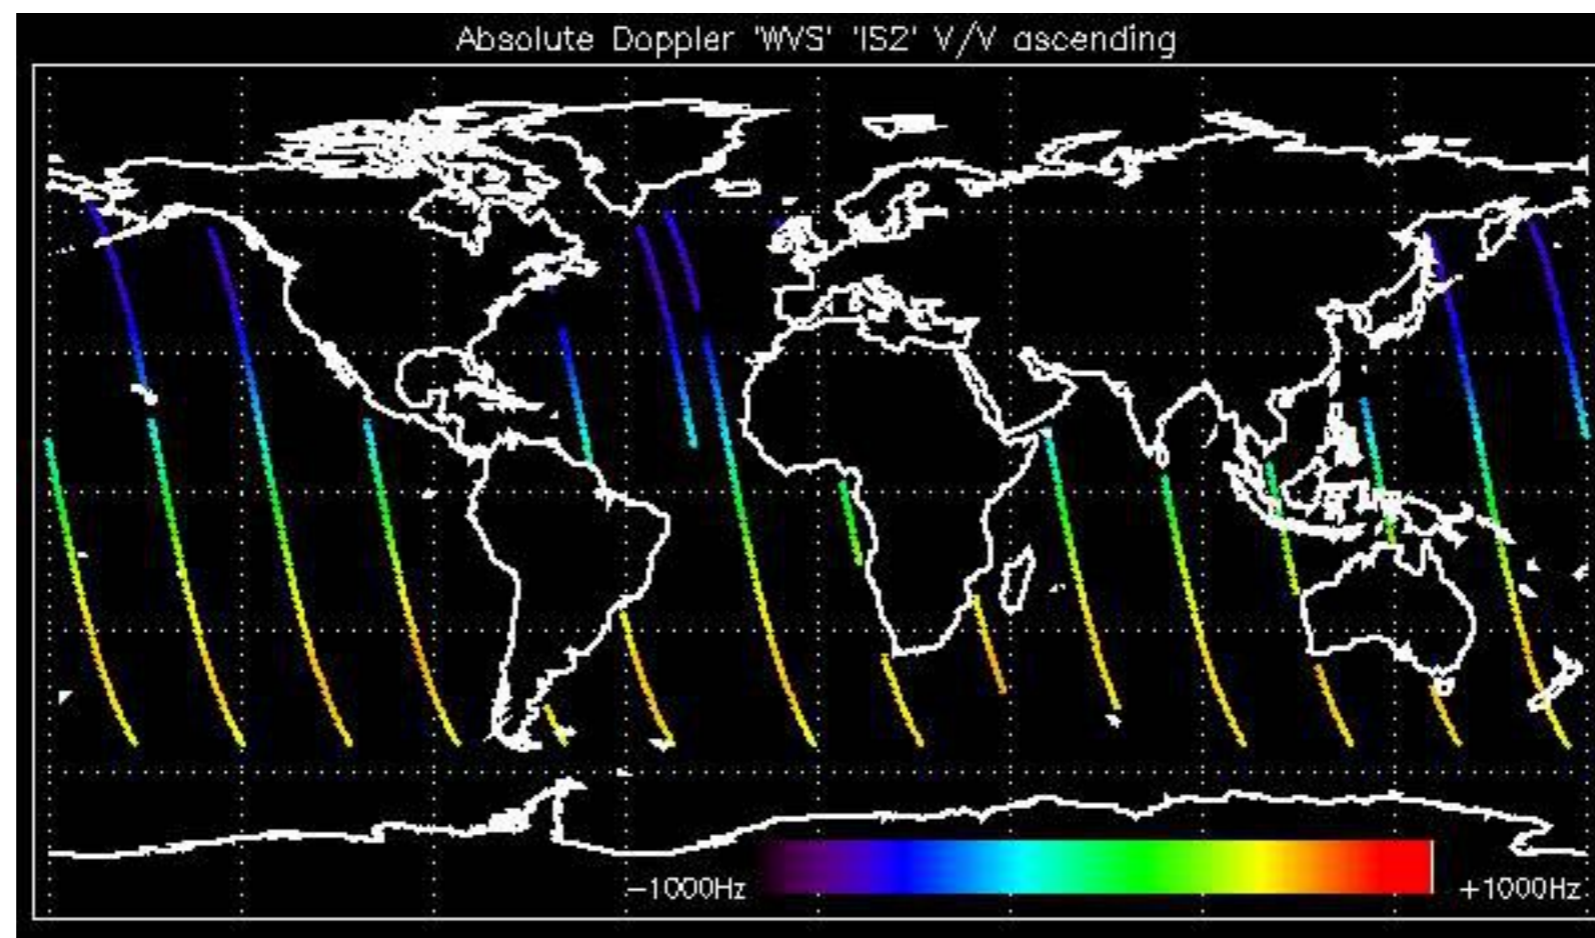 Absolute Doppler 'WVS' 'IS2' V/V ascending
−1000Hz +1000Hz